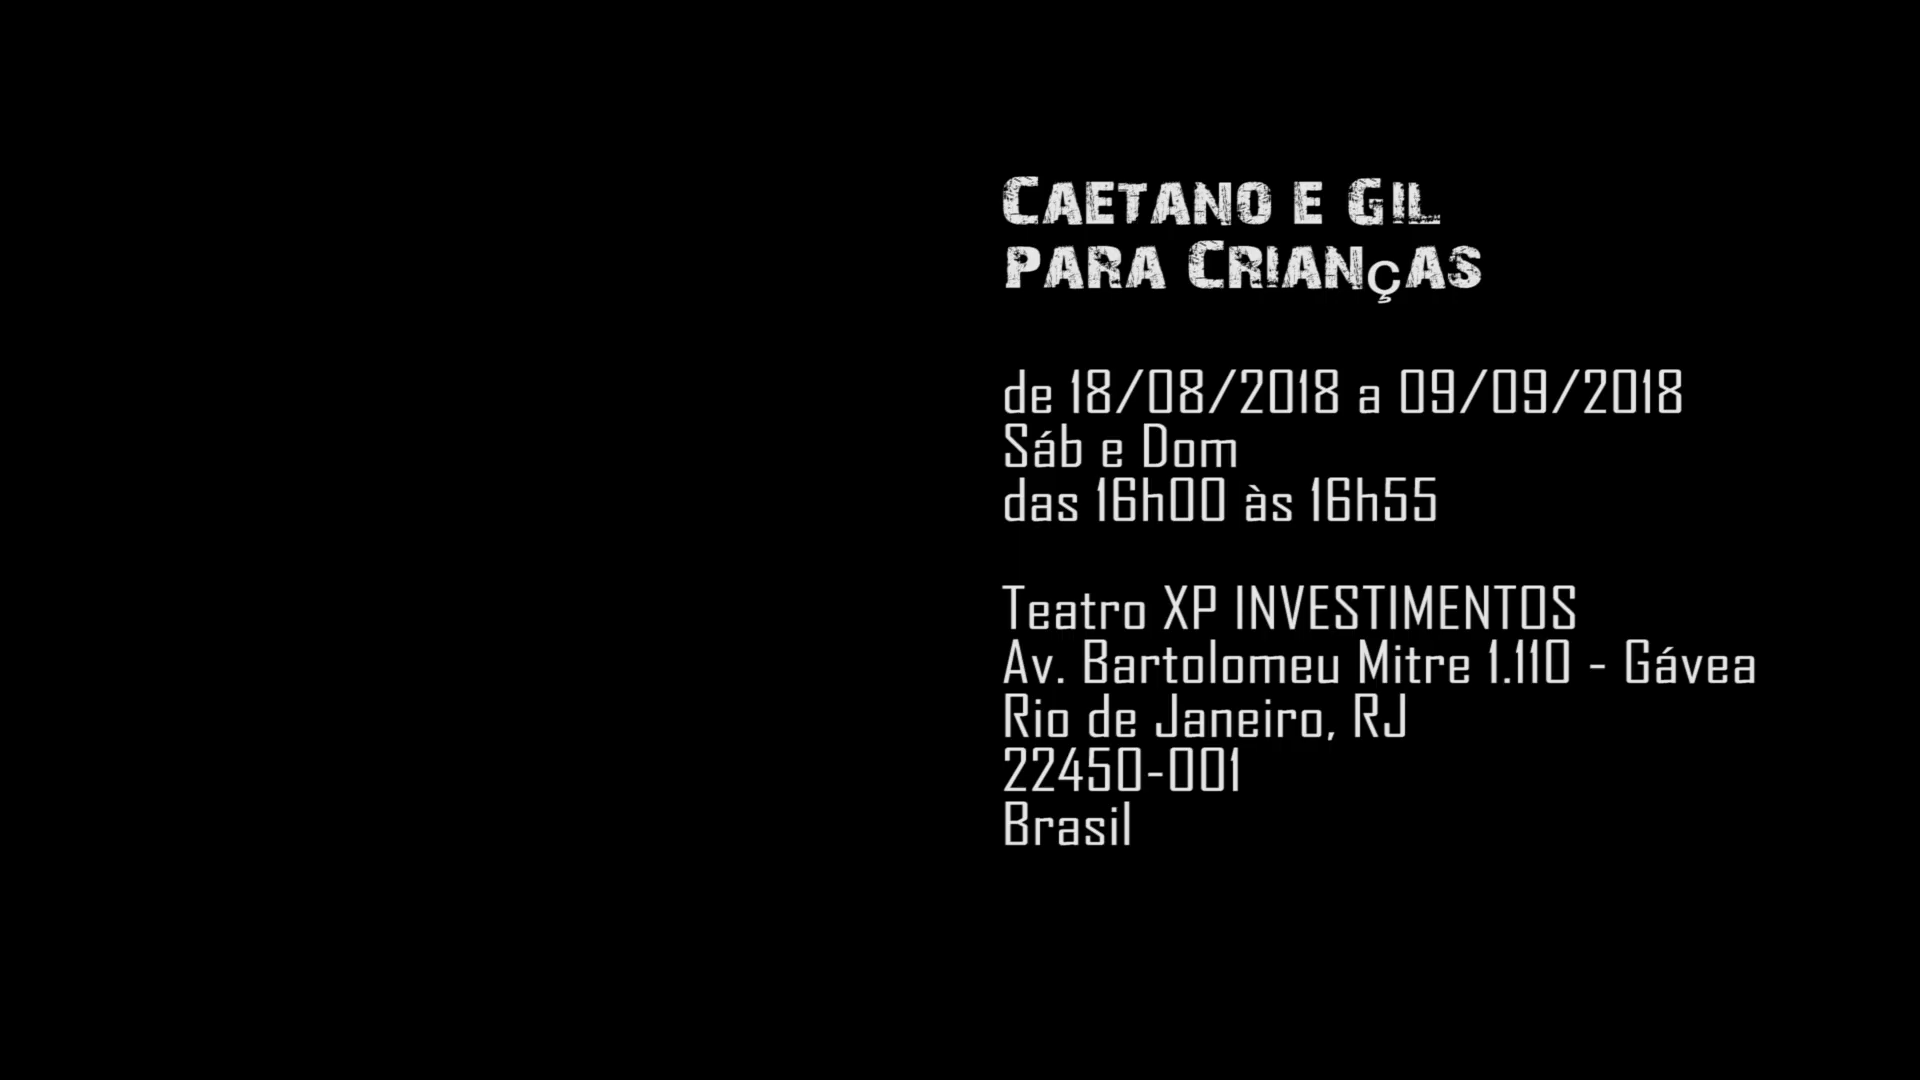 Caetano e Gil
para Crianças
de 18/08/2018 a 09/09/2018
Sáb e Dom
das 16h00 às 16h55
Teatro XP INVESTIMENTOS
Av. Bartolomeu Mitre 1.110 - Gávea
Rio de Janeiro, RJ
22450-001
Brasil